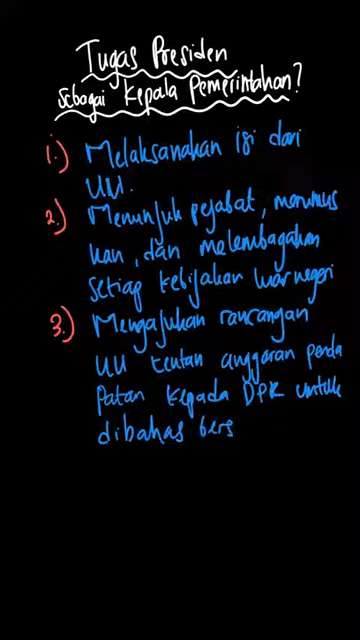 Tugas Presiden
Sebagai Kepala Pemerintahan?
1.) Melaksanakan isi dari
UU.
2.) Menunjuk pejabat, merumus
kan, dan melembagakan
setiap kebijakan luar negeri
3.) Mengajukan rancangan
UU tentan anggaran penda
patan kepada DPR untuk
dibahas bers